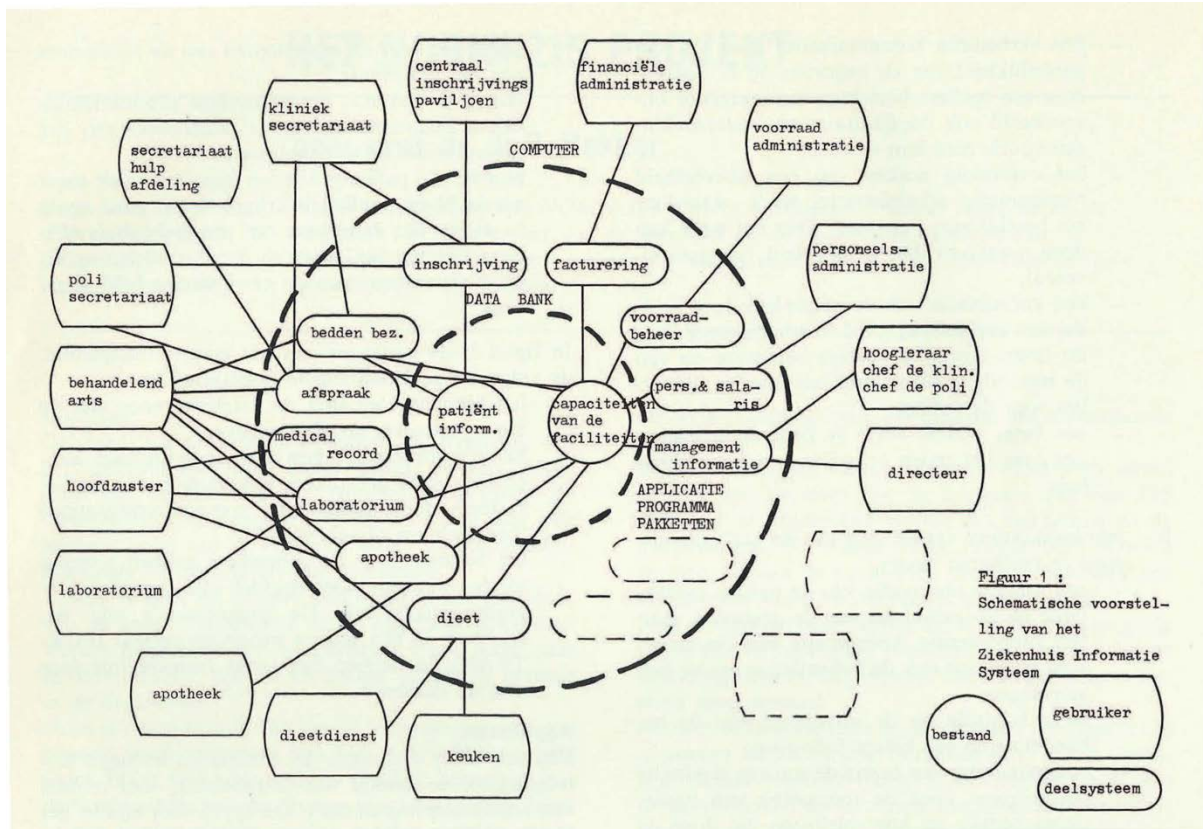 centraal
inschrijvings
paviljoen
financiële
administratie
kliniek
secretariaat
voorraad
administratie
secretariaat
hulp
afdeling
COMPUTER
personeels-
administratie
poli
secretariaat
inschrijving
facturering
DATA BANK
bedden bez.
voorraad-
beheer
hoogleraar
chef de klin.
chef de poli
behandelend
arts
afspraak
patiënt
inform.
capaciteiten
van de
faciliteiten
pers.& sala-
ris
medical
record
management
informatie
hoofdzuster
laboratorium
directeur
APPLICATIE
PROGRAMMA
PAKKETTEN
apotheek
laboratorium
dieet
Figuur 1 :
Schematische voorstel-
ling van het
Ziekenhuis Informatie
Systeem
apotheek
dieetdienst
keuken
bestand
gebruiker
deelsysteem